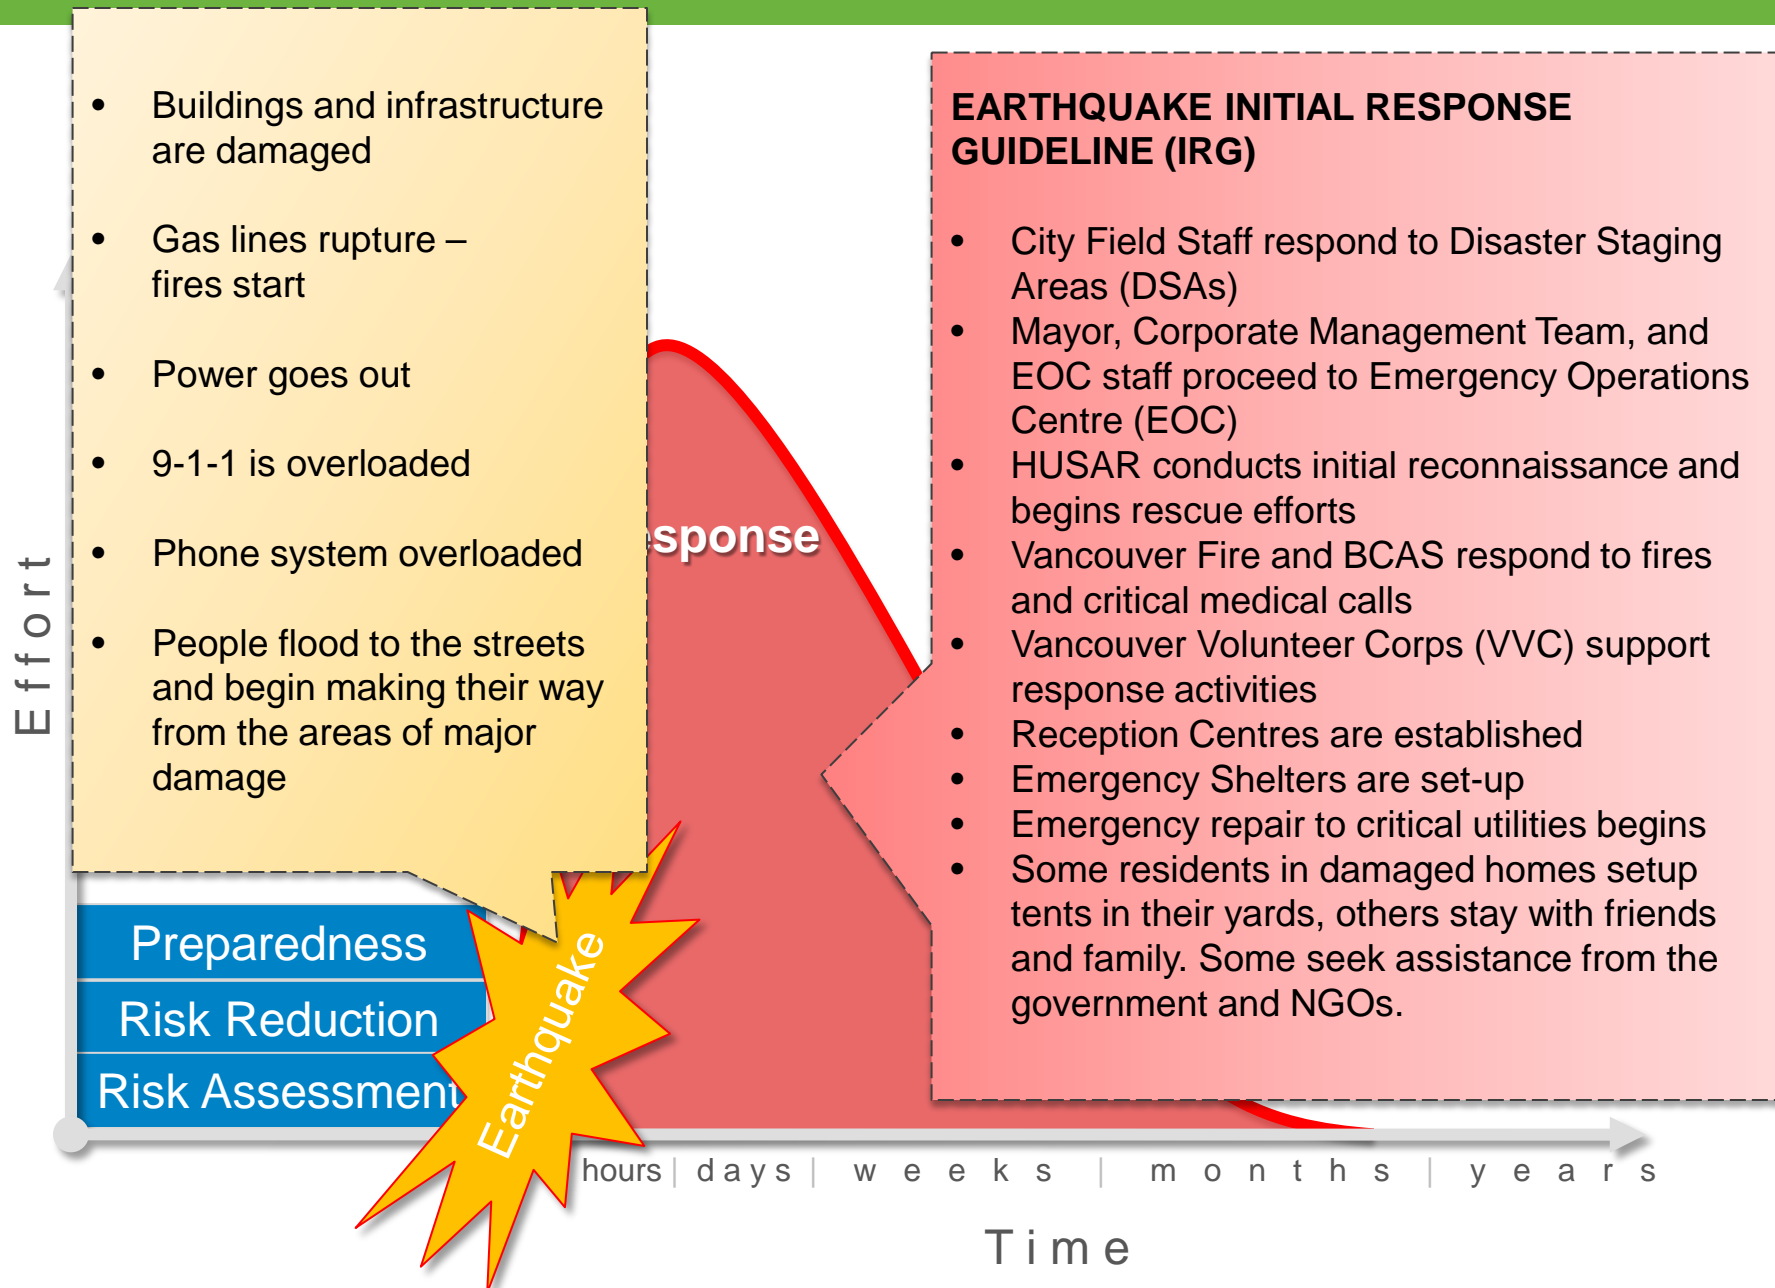 • Buildings and infrastructure
are damaged
• Gas lines rupture –
fires start
• Power goes out
• 9-1-1 is overloaded
• Phone system overloaded
• People flood to the streets
and begin making their way
from the areas of major
damage
EARTHQUAKE INITIAL RESPONSE
GUIDELINE (IRG)
• City Field Staff respond to Disaster Staging
Areas (DSAs)
• Mayor, Corporate Management Team, and
EOC staff proceed to Emergency Operations
Centre (EOC)
• HUSAR conducts initial reconnaissance and
begins rescue efforts
• Vancouver Fire and BCAS respond to fires
and critical medical calls
• Vancouver Volunteer Corps (VVC) support
response activities
• Reception Centres are established
• Emergency Shelters are set-up
• Emergency repair to critical utilities begins
• Some residents in damaged homes setup
tents in their yards, others stay with friends
and family. Some seek assistance from the
government and NGOs.
sponse
Effort
Preparedness
Risk Reduction
Risk Assessment
Earthquake
hours | days | weeks | months | years
Time